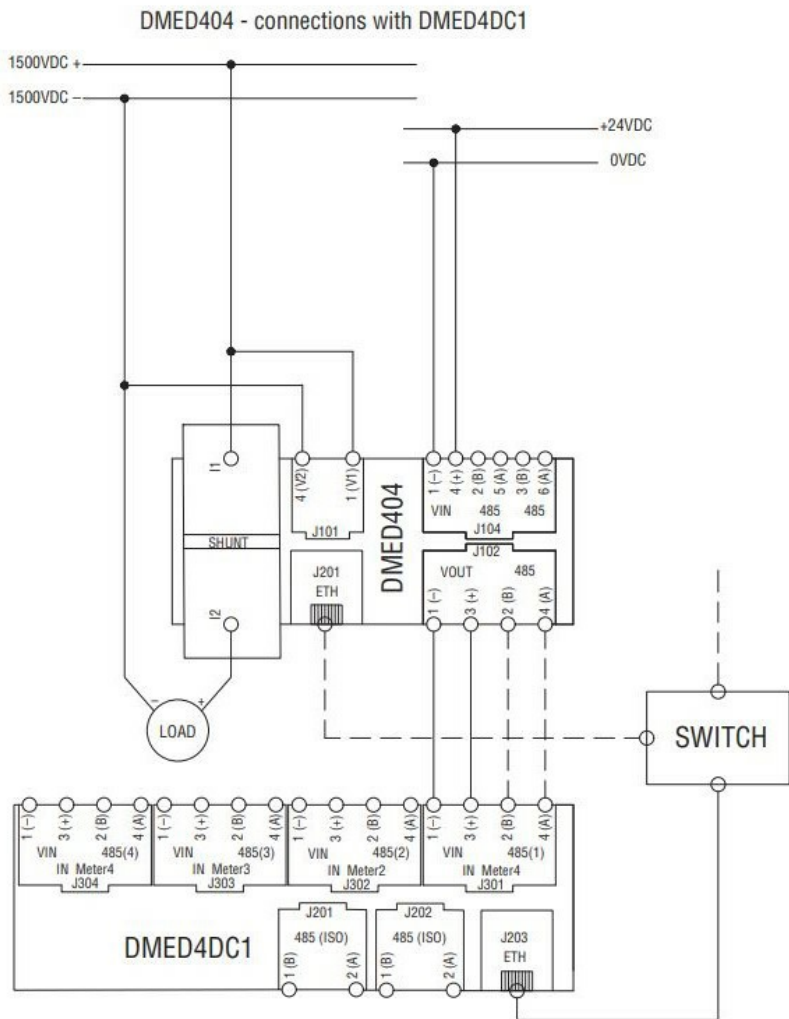 DMED404 - connections with DMED4DC1
1500VDC +
1500VDC –
+24VDC
0VDC
I1
SHUNT
I2
4 (V2)
1 (V1)
J101
J201
ETH
DMED404
1 (–)
4 (+)
2 (B)
5 (A)
3 (B)
6 (A)
VIN 485 485
J104
J102
VOUT 485
1 (–)
3 (+)
2 (B)
4 (A)
– +
LOAD
SWITCH
1 (–)
3 (+)
2 (B)
4 (A)
VIN 485(4)
IN Meter4
J304
1 (–)
3 (+)
2 (B)
4 (A)
VIN 485(3)
IN Meter3
J303
1 (–)
3 (+)
2 (B)
4 (A)
VIN 485(2)
IN Meter2
J302
1 (–)
3 (+)
2 (B)
4 (A)
VIN 485(1)
IN Meter4
J301
DMED4DC1
J201
485 (ISO)
1 (B)
2 (A)
J202
485 (ISO)
1 (B)
2 (A)
J203
ETH